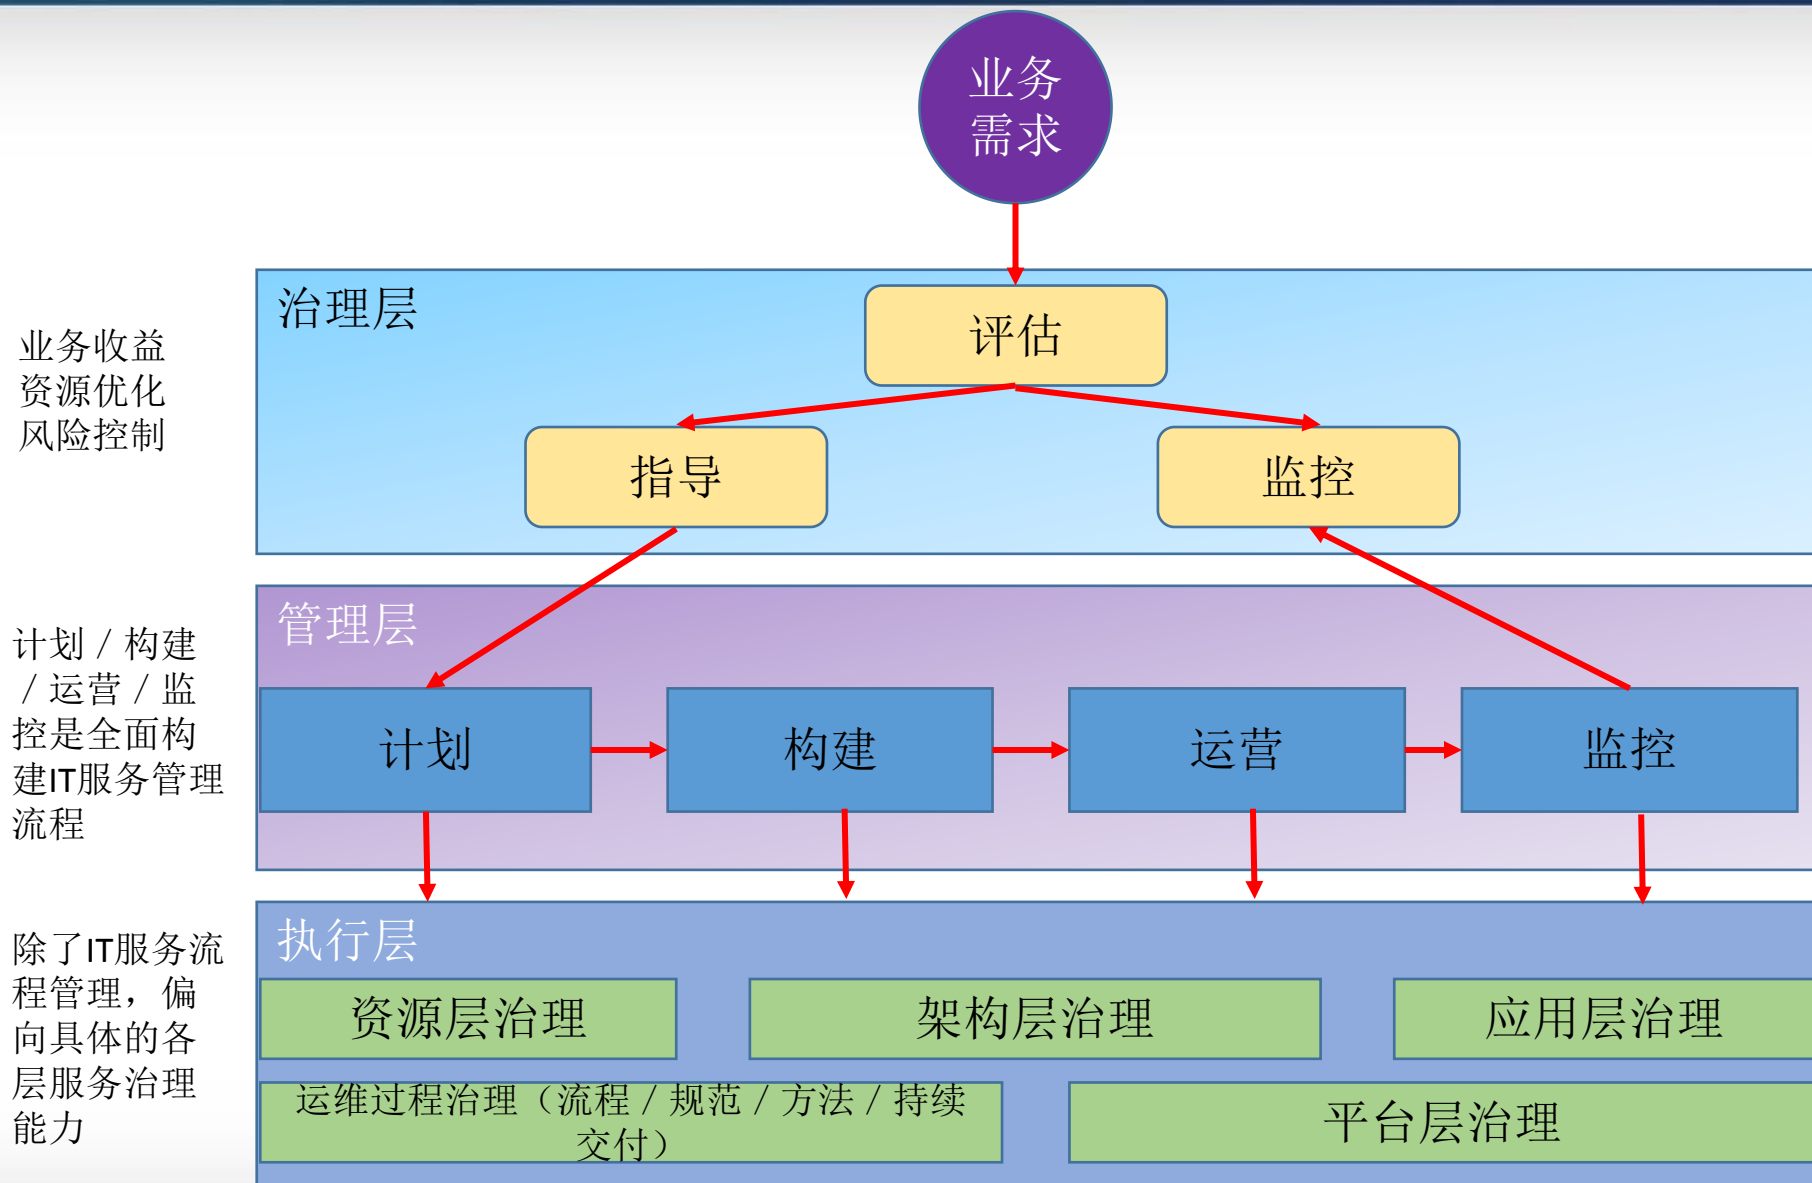 业务
需求
治理层
评估
业务收益
资源优化
风险控制
指导
监控
管理层
计划／构建
／运营／监
控是全面构
建IT服务管理
流程
计划
构建
运营
监控
执行层
除了IT服务流
程管理，偏
向具体的各
层服务治理
能力
资源层治理
架构层治理
应用层治理
运维过程治理（流程／规范／方法／持续
交付）
平台层治理